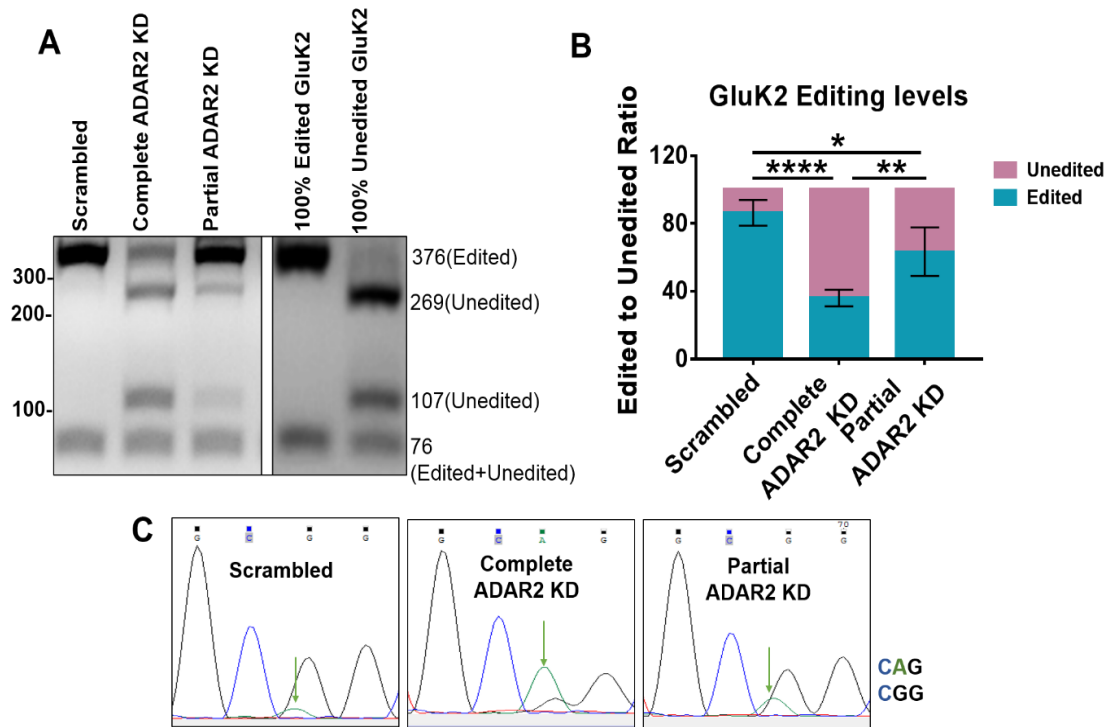 A
Scrambled
Complete ADAR2 KD
Partial ADAR2 KD
100% Edited GluK2
100% Unedited GluK2
300
200
100
376(Edited)
269(Unedited)
107(Unedited)
76
(Edited+Unedited)
B
GluK2 Editing levels
Edited to Unedited Ratio
120
80
40
0
*
**** **
Unedited
Edited
Scrambled
Complete
ADAR2 KD
Partial
ADAR2 KD
C
G C G G
Scrambled
G C A G
Complete
ADAR2 KD
70
G C G G
Partial
ADAR2 KD
CAG
CGG